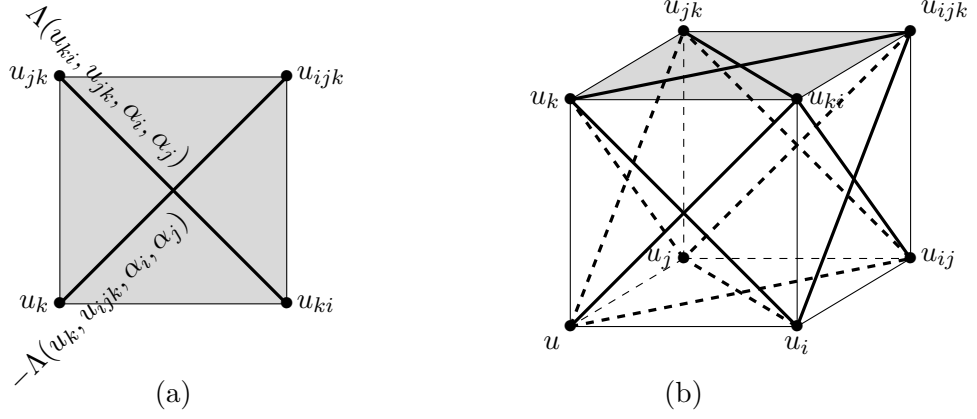 Λ(u_{ki}, u_{jk}, α_i, α_j)
u_{jk}
u_{ijk}
u_k
u_{ki}
−Λ(u_k, u_{ijk}, α_i, α_j)
(a)
u_{jk}
u_{ijk}
u_k
u_{ki}
u_j
u_{ij}
u
u_i
(b)